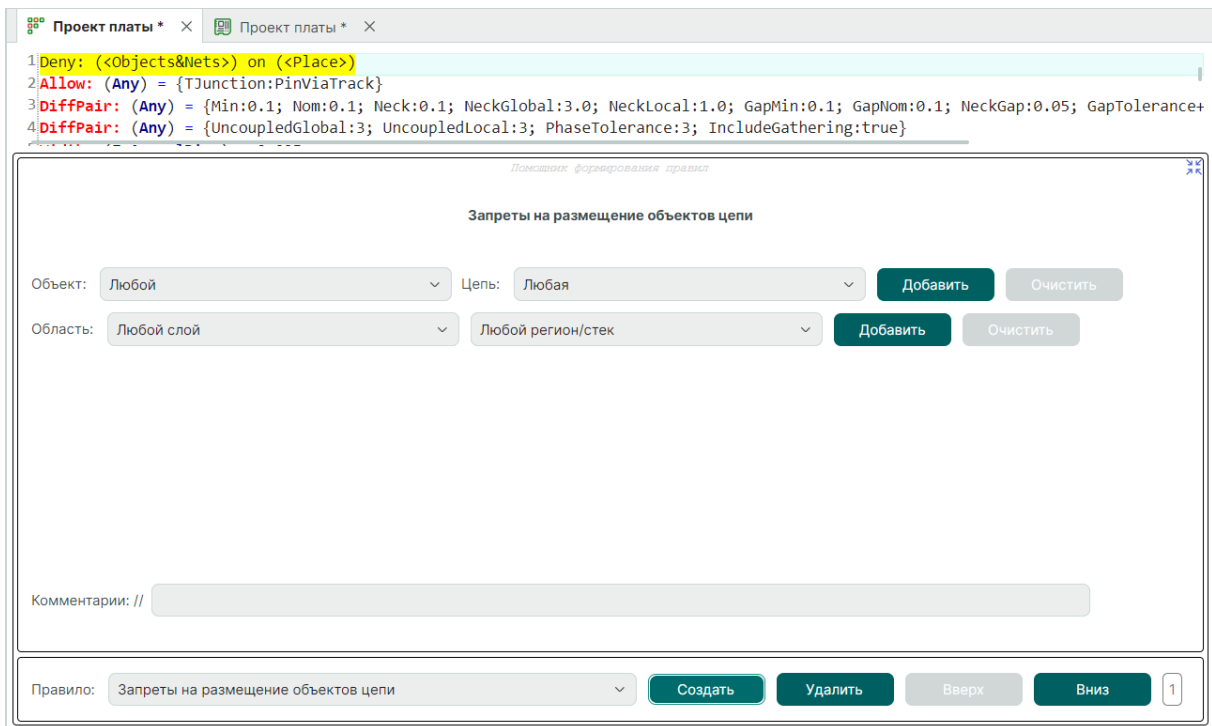 Проект платы * Проект платы *
1 Deny: (<Objects&Nets>) on (<Place>)
2 Allow: (Any) = {TJunction:PinViaTrack}
3 DiffPair: (Any) = {Min:0.1; Nom:0.1; Neck:0.1; NeckGlobal:3.0; NeckLocal:1.0; GapMin:0.1; GapNom:0.1; NeckGap:0.05; GapTolerance+
4 DiffPair: (Any) = {UncoupledGlobal:3; UncoupledLocal:3; PhaseTolerance:3; IncludeGathering:true}
Помощник формирования правил
Запреты на размещение объектов цепи
Объект: Любой Цепь: Любая Добавить Очистить
Область: Любой слой Любой регион/стек Добавить Очистить
Комментарии: //
Правило: Запреты на размещение объектов цепи Создать Удалить Вверх Вниз 1